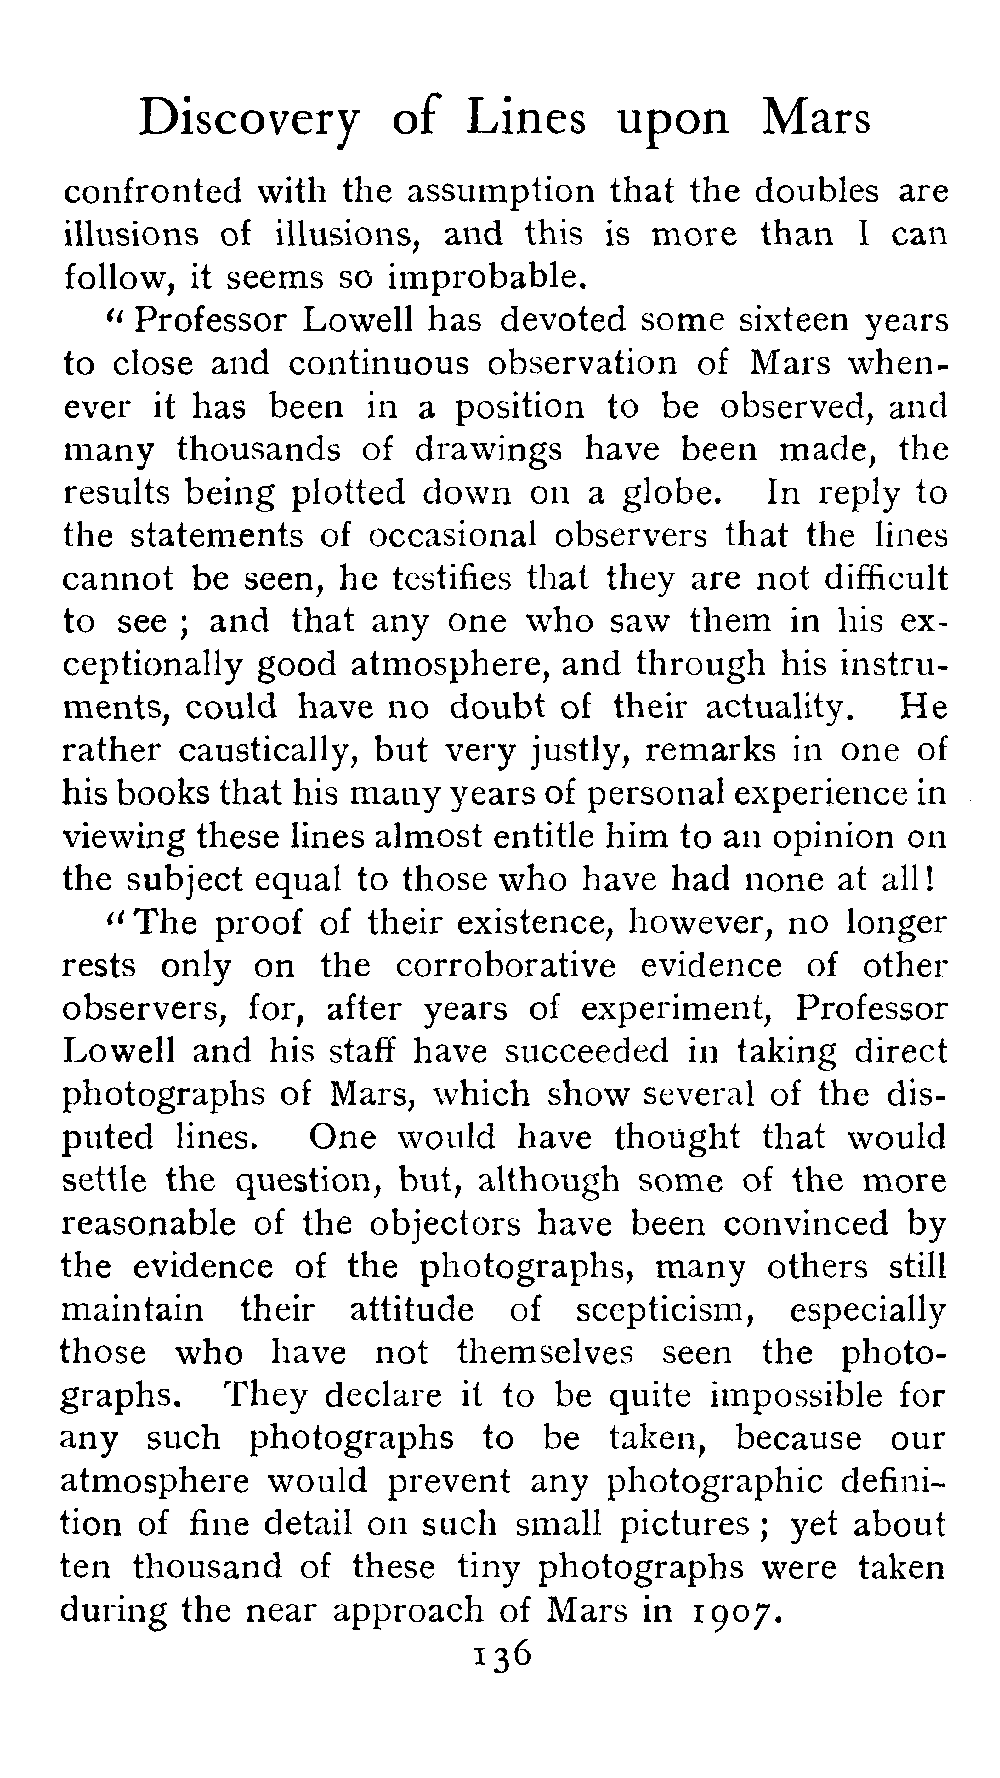 Discovery of Lines upon Mars
confronted with the assumption that the doubles are
illusions of illusions, and this is more than I can
follow, it seems so improbable.
“ Professor Lowell has devoted some sixteen years
to close and continuous observation of Mars when-
ever it has been in a position to be observed, and
many thousands of drawings have been made, the
results being plotted down on a globe. In reply to
the statements of occasional observers that the lines
cannot be seen, he testifies that they are not difficult
to see ; and that any one who saw them in his ex-
ceptionally good atmosphere, and through his instru-
ments, could have no doubt of their actuality. He
rather caustically, but very justly, remarks in one of
his books that his many years of personal experience in
viewing these lines almost entitle him to an opinion on
the subject equal to those who have had none at all!
“ The proof of their existence, however, no longer
rests only on the corroborative evidence of other
observers, for, after years of experiment, Professor
Lowell and his staff have succeeded in taking direct
photographs of Mars, which show several of the dis-
puted lines. One would have thought that would
settle the question, but, although some of the more
reasonable of the objectors have been convinced by
the evidence of the photographs, many others still
maintain their attitude of scepticism, especially
those who have not themselves seen the photo-
graphs. They declare it to be quite impossible for
any such photographs to be taken, because our
atmosphere would prevent any photographic defini-
tion of fine detail on such small pictures ; yet about
ten thousand of these tiny photographs were taken
during the near approach of Mars in 1907.
136